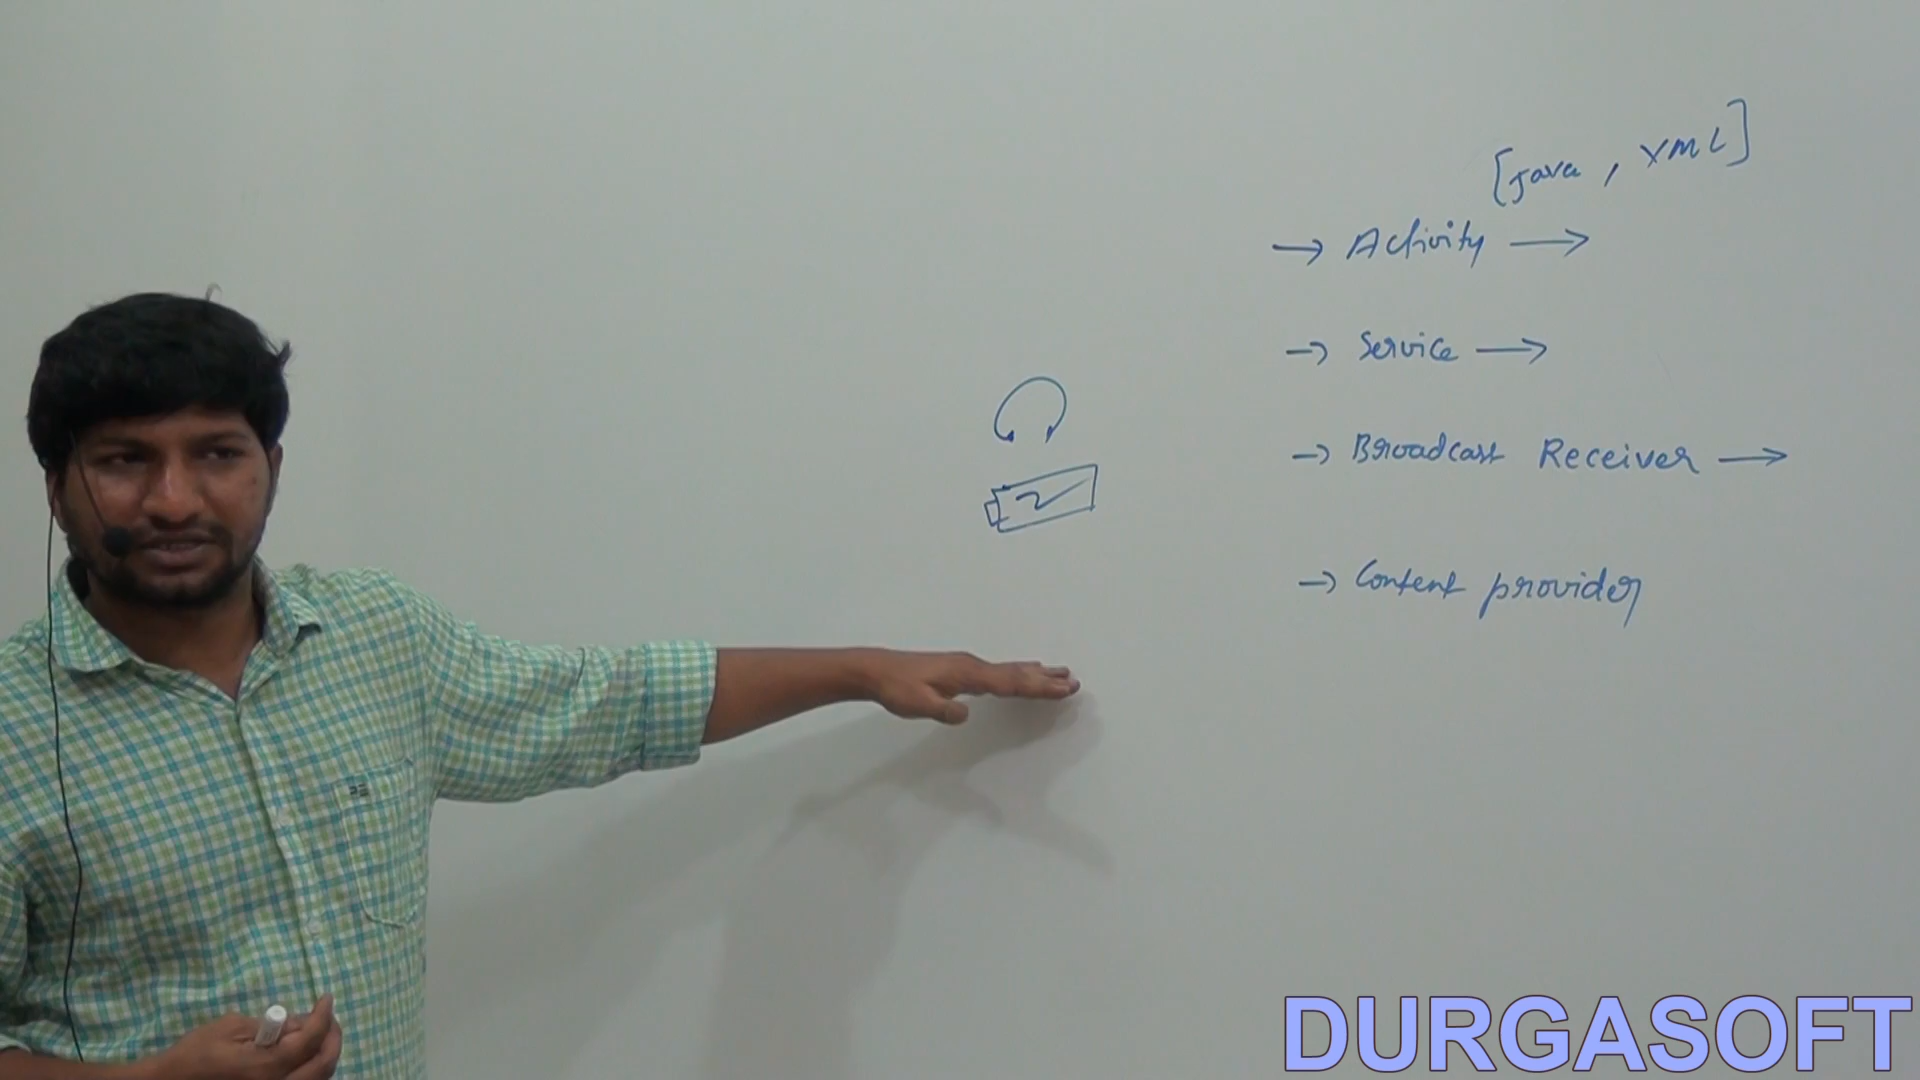 [Java , XML]
→ Activity →
→ Service →
→ Broadcast Receiver →
→ Content provider
DURGASOFT